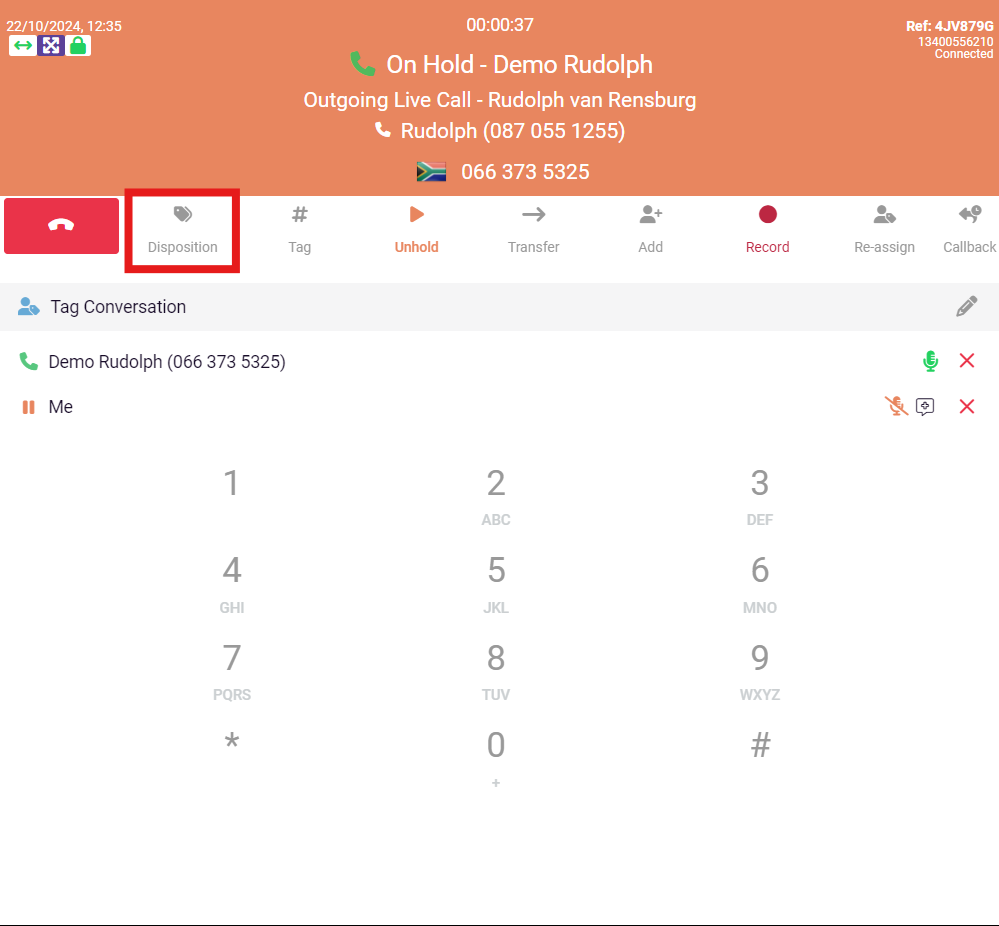 22/10/2024, 12:35
00:00:37
Ref: 4JV879G
13400556210
Connected
On Hold - Demo Rudolph
Outgoing Live Call - Rudolph van Rensburg
Rudolph (087 055 1255)
066 373 5325
Disposition
Tag
Unhold
Transfer
Add
Record
Re-assign
Callback
Tag Conversation
Demo Rudolph (066 373 5325)
Me
1 2 3
ABC DEF
4 5 6
GHI JKL MNO
7 8 9
PQRS TUV WXYZ
* 0 #
+